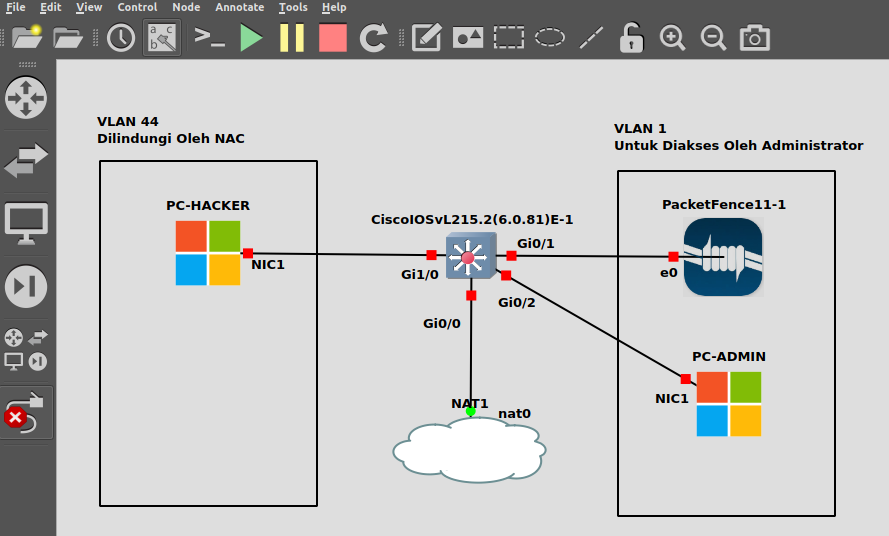 File Edit View Control Node Annotate Tools Help
a c
b
>_
VLAN 44
Dilindungi Oleh NAC
VLAN 1
Untuk Diakses Oleh Administrator
PC-HACKER
PacketFence11-1
CiscoIOSvL215.2(6.0.81)E-1
Gi0/1
NIC1
Gi1/0
e0
Gi0/2
Gi0/0
PC-ADMIN
NIC1
NAT1
nat0